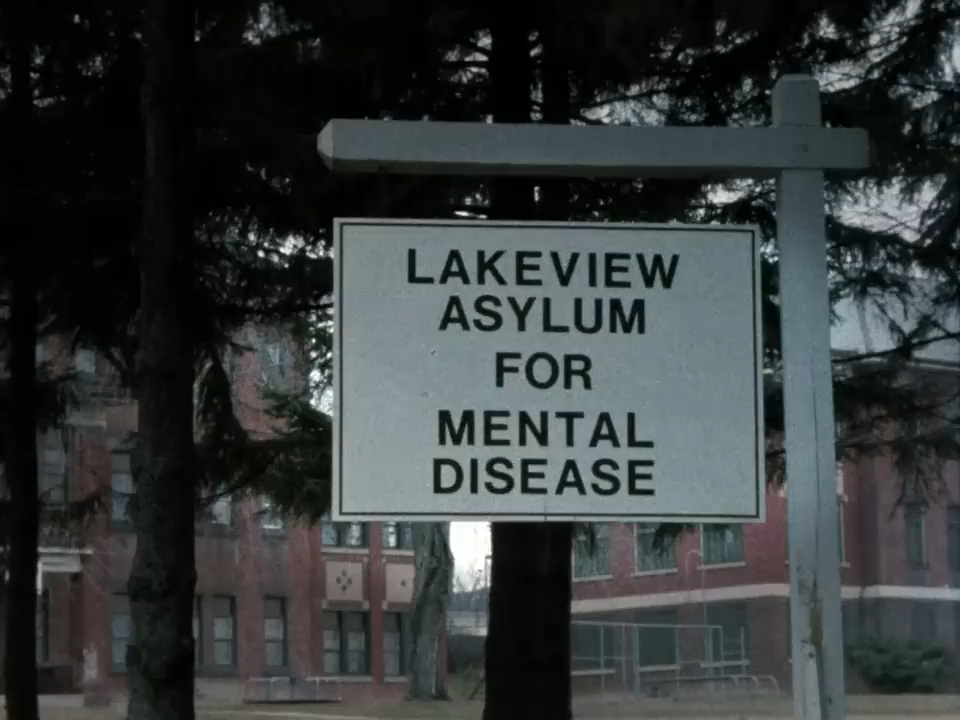 LAKEVIEW
ASYLUM
FOR
MENTAL
DISEASE